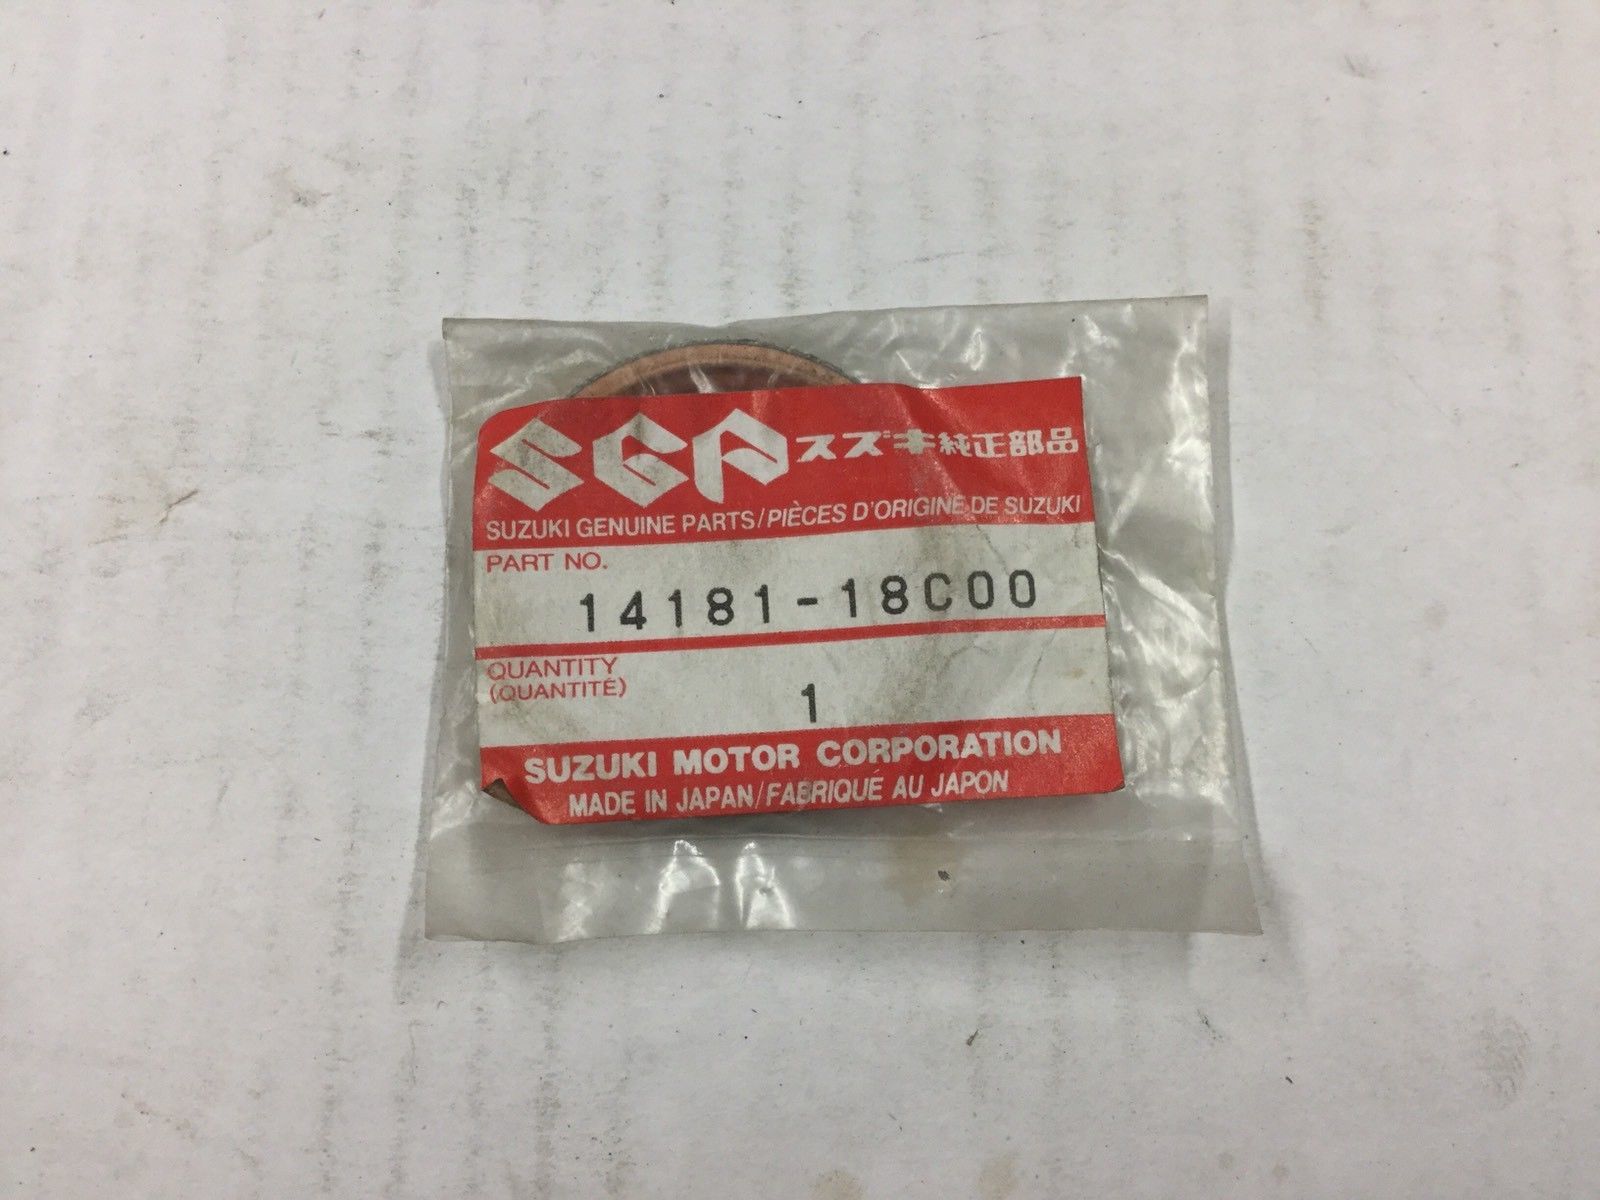 SGP スズキ純正部品
SUZUKI GENUINE PARTS/PIÈCES D'ORIGINE DE SUZUKI
PART NO.
14181-18C00
QUANTITY
(QUANTITÉ)
1
SUZUKI MOTOR CORPORATION
MADE IN JAPAN/FABRIQUÉ AU JAPON